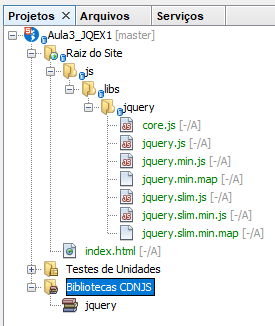 Projetos × Arquivos Serviços
Aula3_JQEX1 [master]
Raiz do Site
js
libs
jquery
core.js [-/A]
jquery.js [-/A]
jquery.min.js [-/A]
jquery.min.map [-/A]
jquery.slim.js [-/A]
jquery.slim.min.js [-/A]
jquery.slim.min.map [-/A]
index.html [-/A]
Testes de Unidades
Bibliotecas CDNJS
jquery